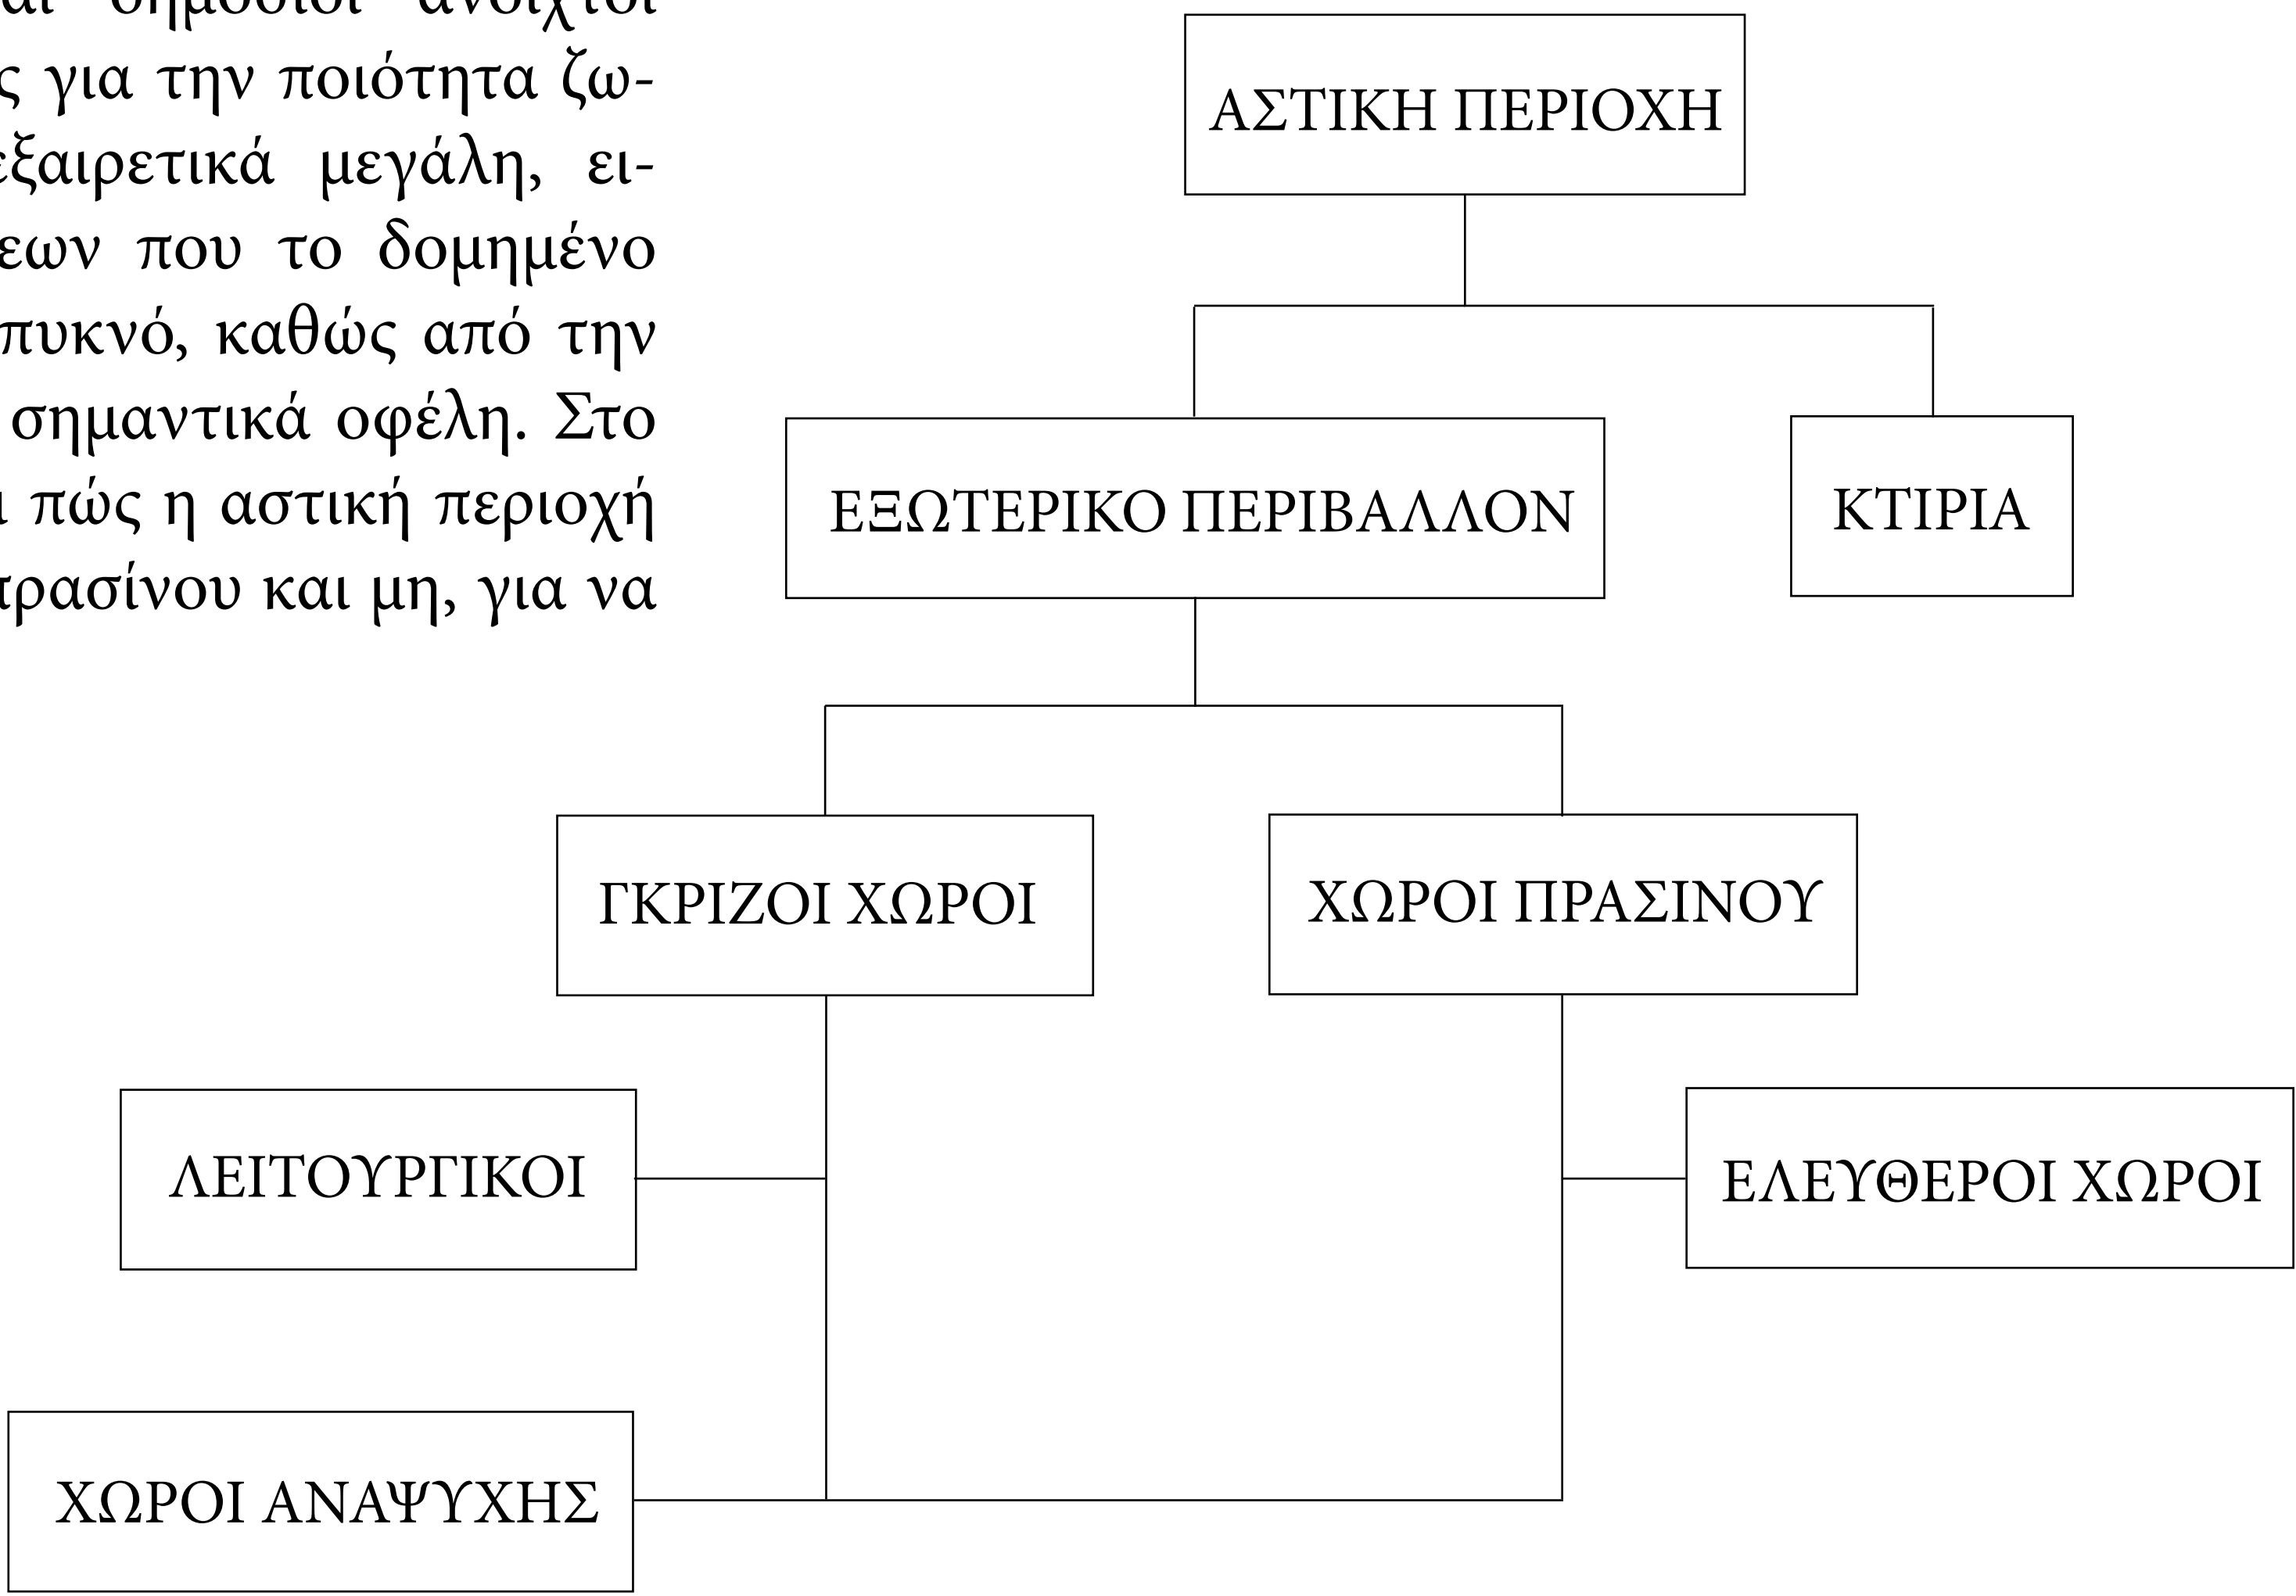 για την ποιότητα ζω-
εξαιρετικά μεγάλη, ει-
που το δομημένο
πυκνό, καθώς από την
σημαντικά οφέλη. Στο
πώς η αστική περιοχή
και μη, για να
ΑΣΤΙΚΗ ΠΕΡΙΟΧΗ
ΕΞΩΤΕΡΙΚΟ ΠΕΡΙΒΑΛΛΟΝ
ΚΤΙΡΙΑ
ΓΚΡΙΖΟΙ ΧΩΡΟΙ
ΧΩΡΟΙ ΠΡΑΣΙΝΟΥ
ΛΕΙΤΟΥΡΓΙΚΟΙ
ΕΛΕΥΘΕΡΟΙ ΧΩΡΟΙ
ΧΩΡΟΙ ΑΝΑΨΥΧΗΣ